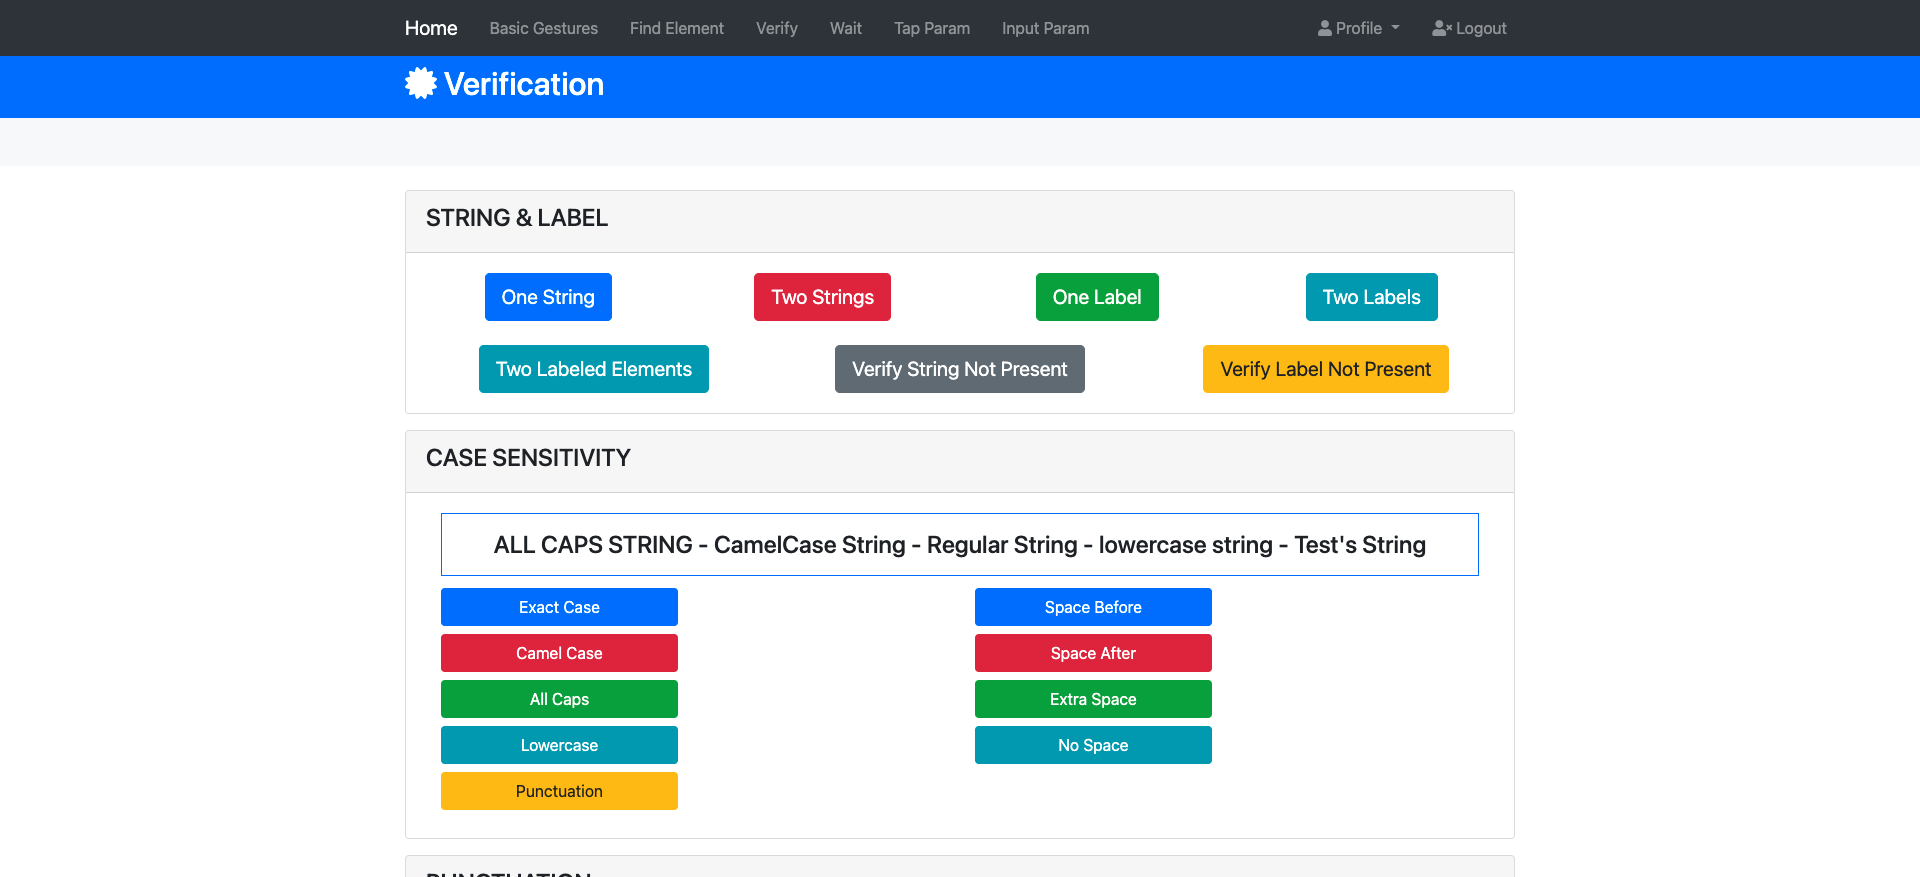 Home Basic Gestures Find Element Verify Wait Tap Param Input Param Profile Logout
Verification
STRING & LABEL
One String Two Strings One Label Two Labels
Two Labeled Elements Verify String Not Present Verify Label Not Present
CASE SENSITIVITY
ALL CAPS STRING - CamelCase String - Regular String - lowercase string - Test's String
Exact Case Space Before
Camel Case Space After
All Caps Extra Space
Lowercase No Space
Punctuation
PUNCTUATION